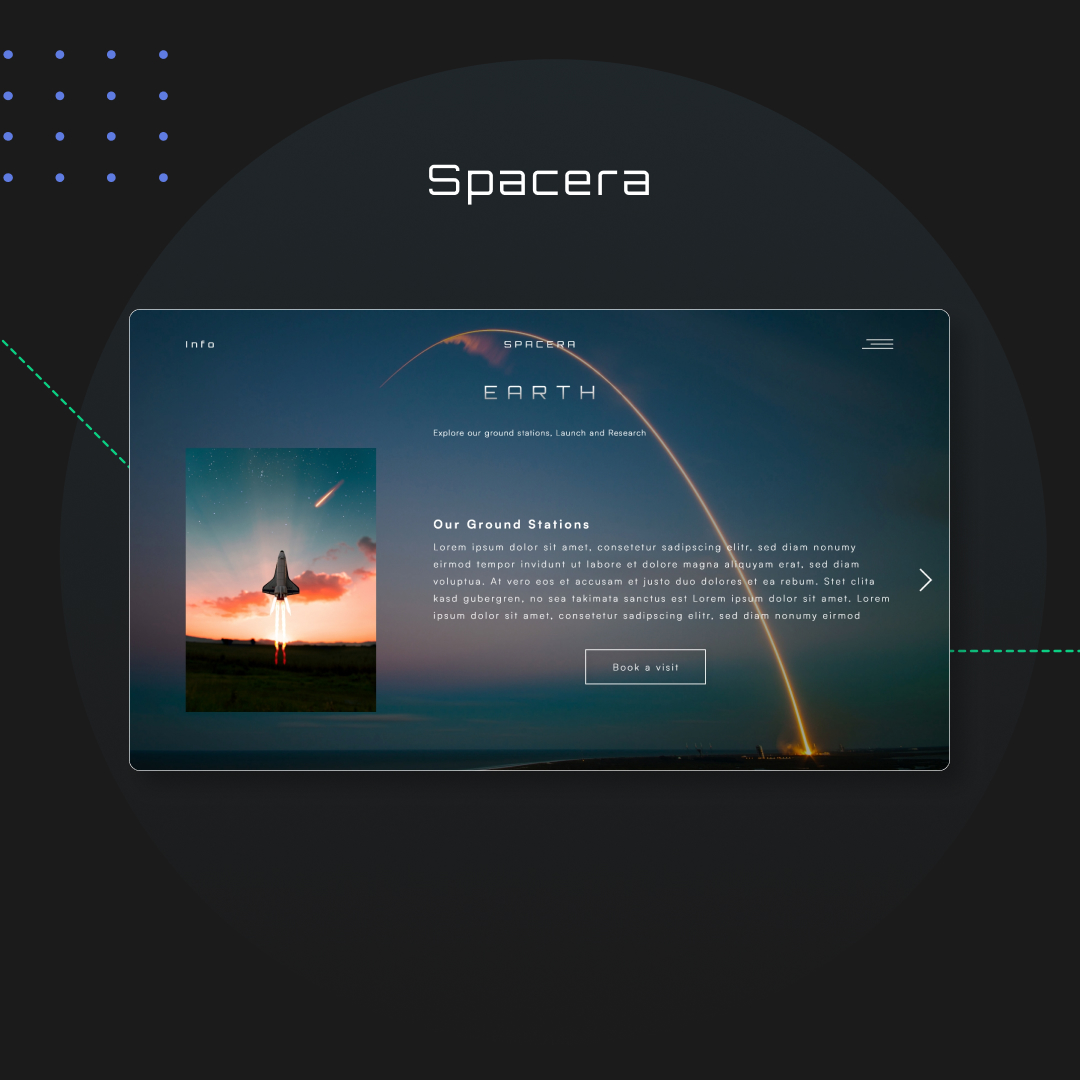 Spacera
Info
SPACERA
EARTH
Explore our ground stations, Launch and Research
Our Ground Stations
Lorem ipsum dolor sit amet, consetetur sadipscing elitr, sed diam nonumy
eirmod tempor invidunt ut labore et dolore magna aliquyam erat, sed diam
voluptua. At vero eos et accusam et justo duo dolores et ea rebum. Stet clita
kasd gubergren, no sea takimata sanctus est Lorem ipsum dolor sit amet. Lorem
ipsum dolor sit amet, consetetur sadipscing elitr, sed diam nonumy eirmod
Book a visit